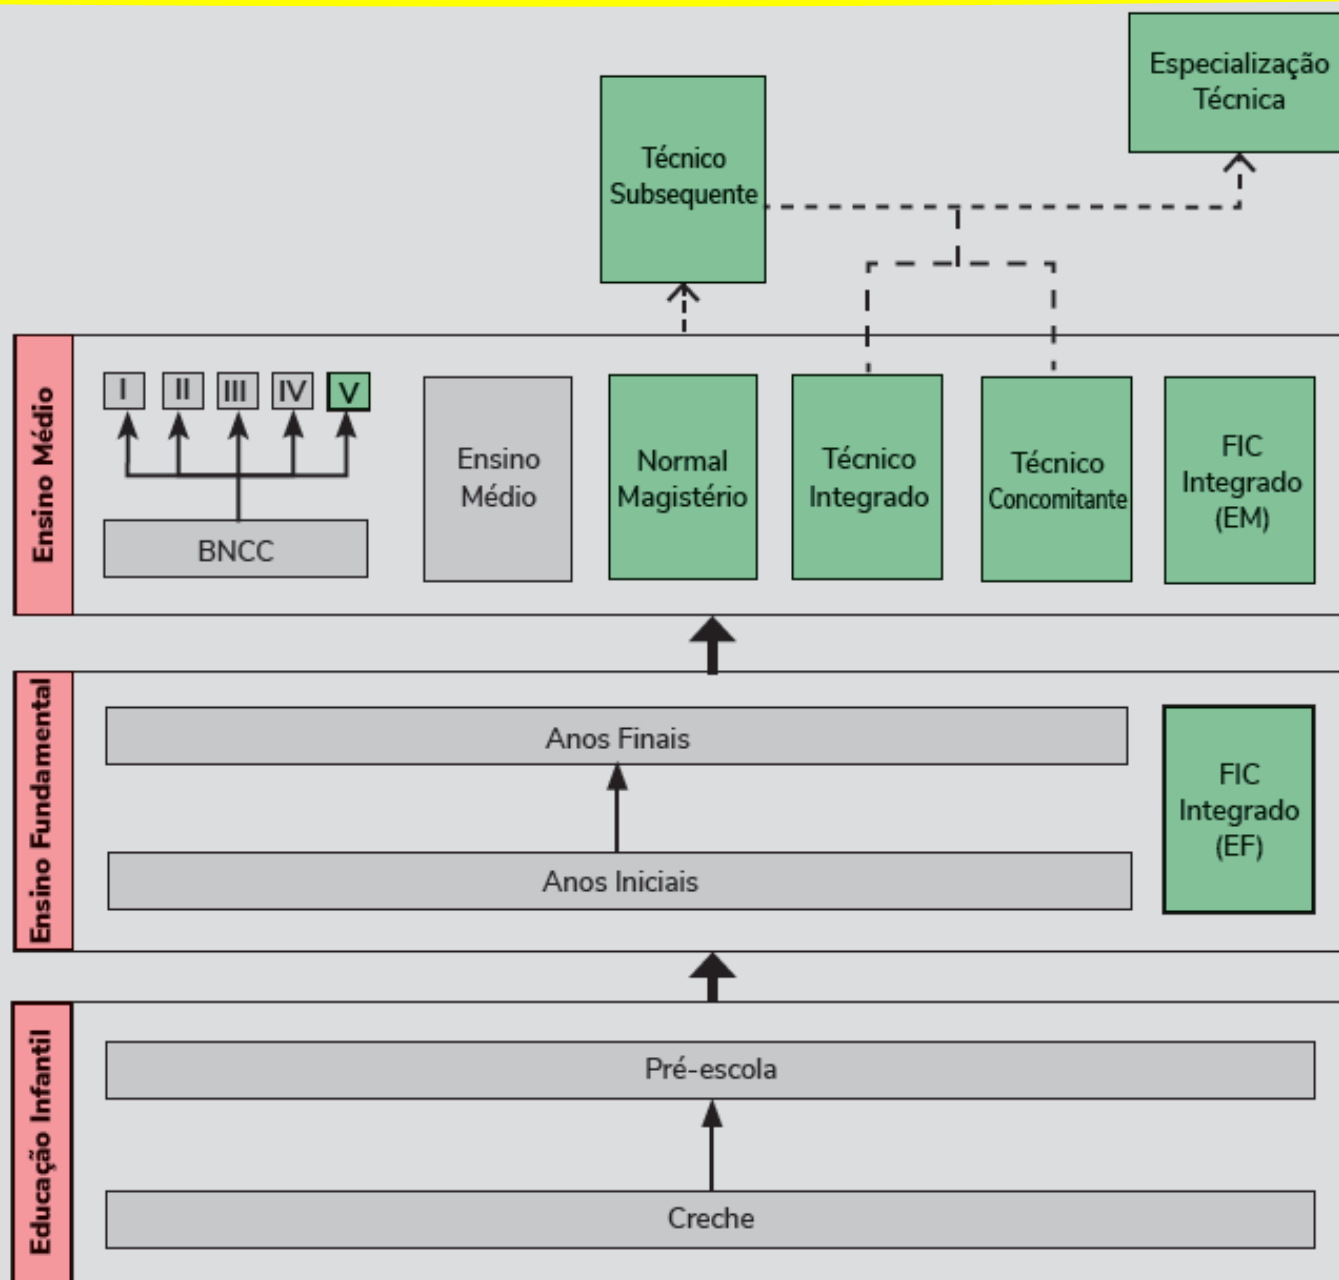 Especialização
Técnica
Técnico
Subsequente
Ensino Médio
I
II
III
IV
V
BNCC
Ensino
Médio
Normal
Magistério
Técnico
Integrado
Técnico
Concomitante
FIC
Integrado
(EM)
Ensino Fundamental
Anos Finais
Anos Iniciais
FIC
Integrado
(EF)
Educação Infantil
Pré-escola
Creche